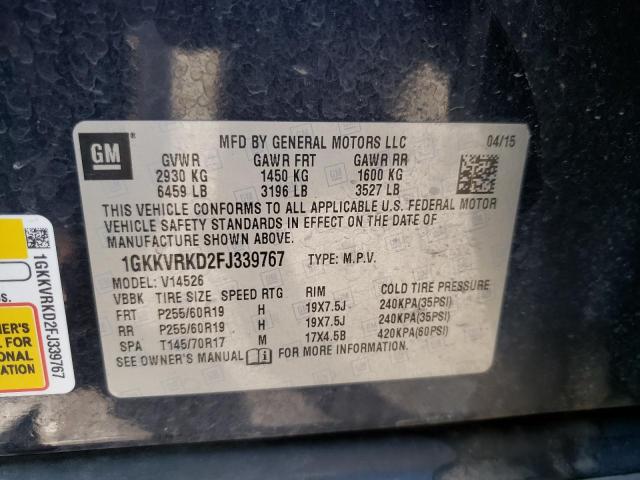 GM
MFD BY GENERAL MOTORS LLC 04/15
GVWR GAWR FRT GAWR RR
2930 KG 1450 KG 1600 KG
6459 LB 3196 LB 3527 LB
THIS VEHICLE CONFORMS TO ALL APPLICABLE U.S. FEDERAL MOTOR
VEHICLE SAFETY STANDARDS IN EFFECT ON THE DATE OF
MANUFACTURE SHOWN ABOVE.
1GKKVRKD2FJ339767 TYPE: M.P.V.
MODEL: V14526
VBBK TIRE SIZE SPEED RTG RIM COLD TIRE PRESSURE
FRT P255/60R19 H 19X7.5J 240KPA(35PSI)
RR P255/60R19 H 19X7.5J 240KPA(35PSI)
SPA T145/70R17 M 17X4.5B 420KPA(60PSI)
SEE OWNER'S MANUAL FOR MORE INFORMATION.
1GKKVRKD2FJ339767
s.
WNER'S
L FOR
IONAL
ATION